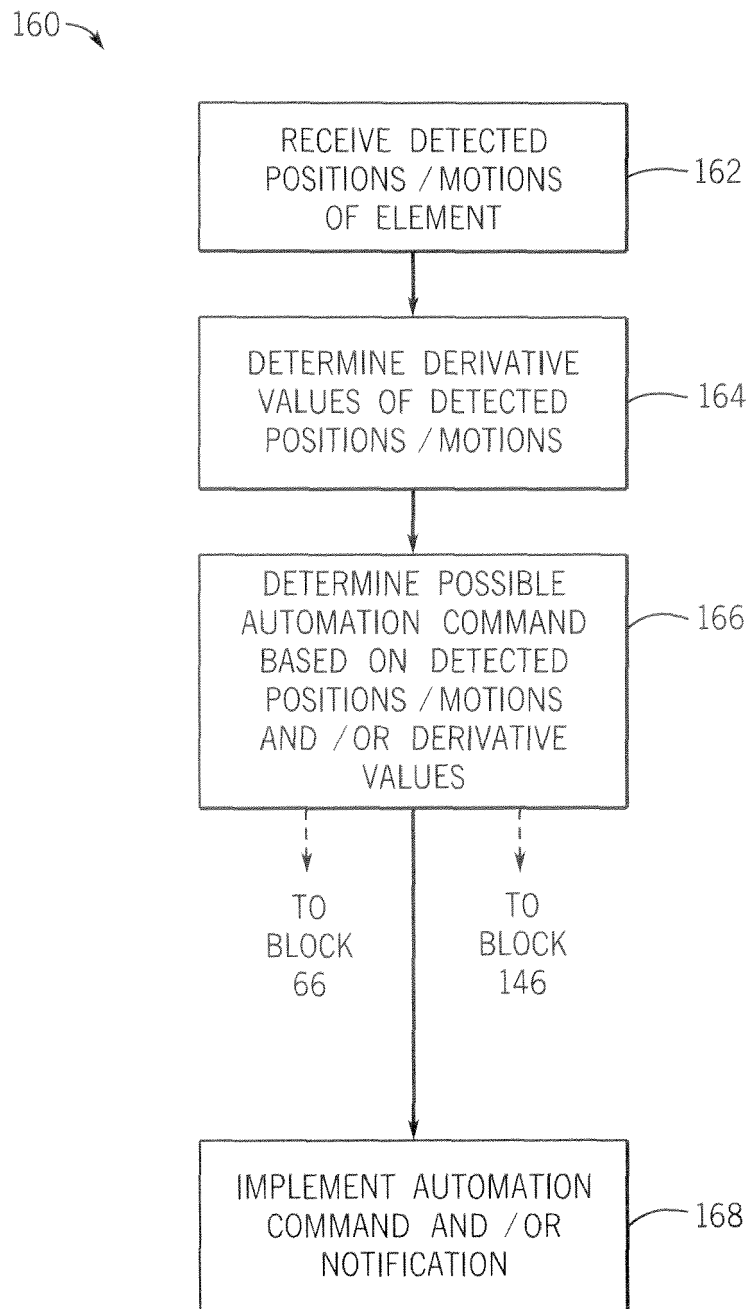 160
RECEIVE DETECTED
POSITIONS / MOTIONS
OF ELEMENT
162
DETERMINE DERIVATIVE
VALUES OF DETECTED
POSITIONS / MOTIONS
164
DETERMINE POSSIBLE
AUTOMATION COMMAND
BASED ON DETECTED
POSITIONS / MOTIONS
AND / OR DERIVATIVE
VALUES
166
TO
BLOCK
66
TO
BLOCK
146
IMPLEMENT AUTOMATION
COMMAND AND / OR
NOTIFICATION
168